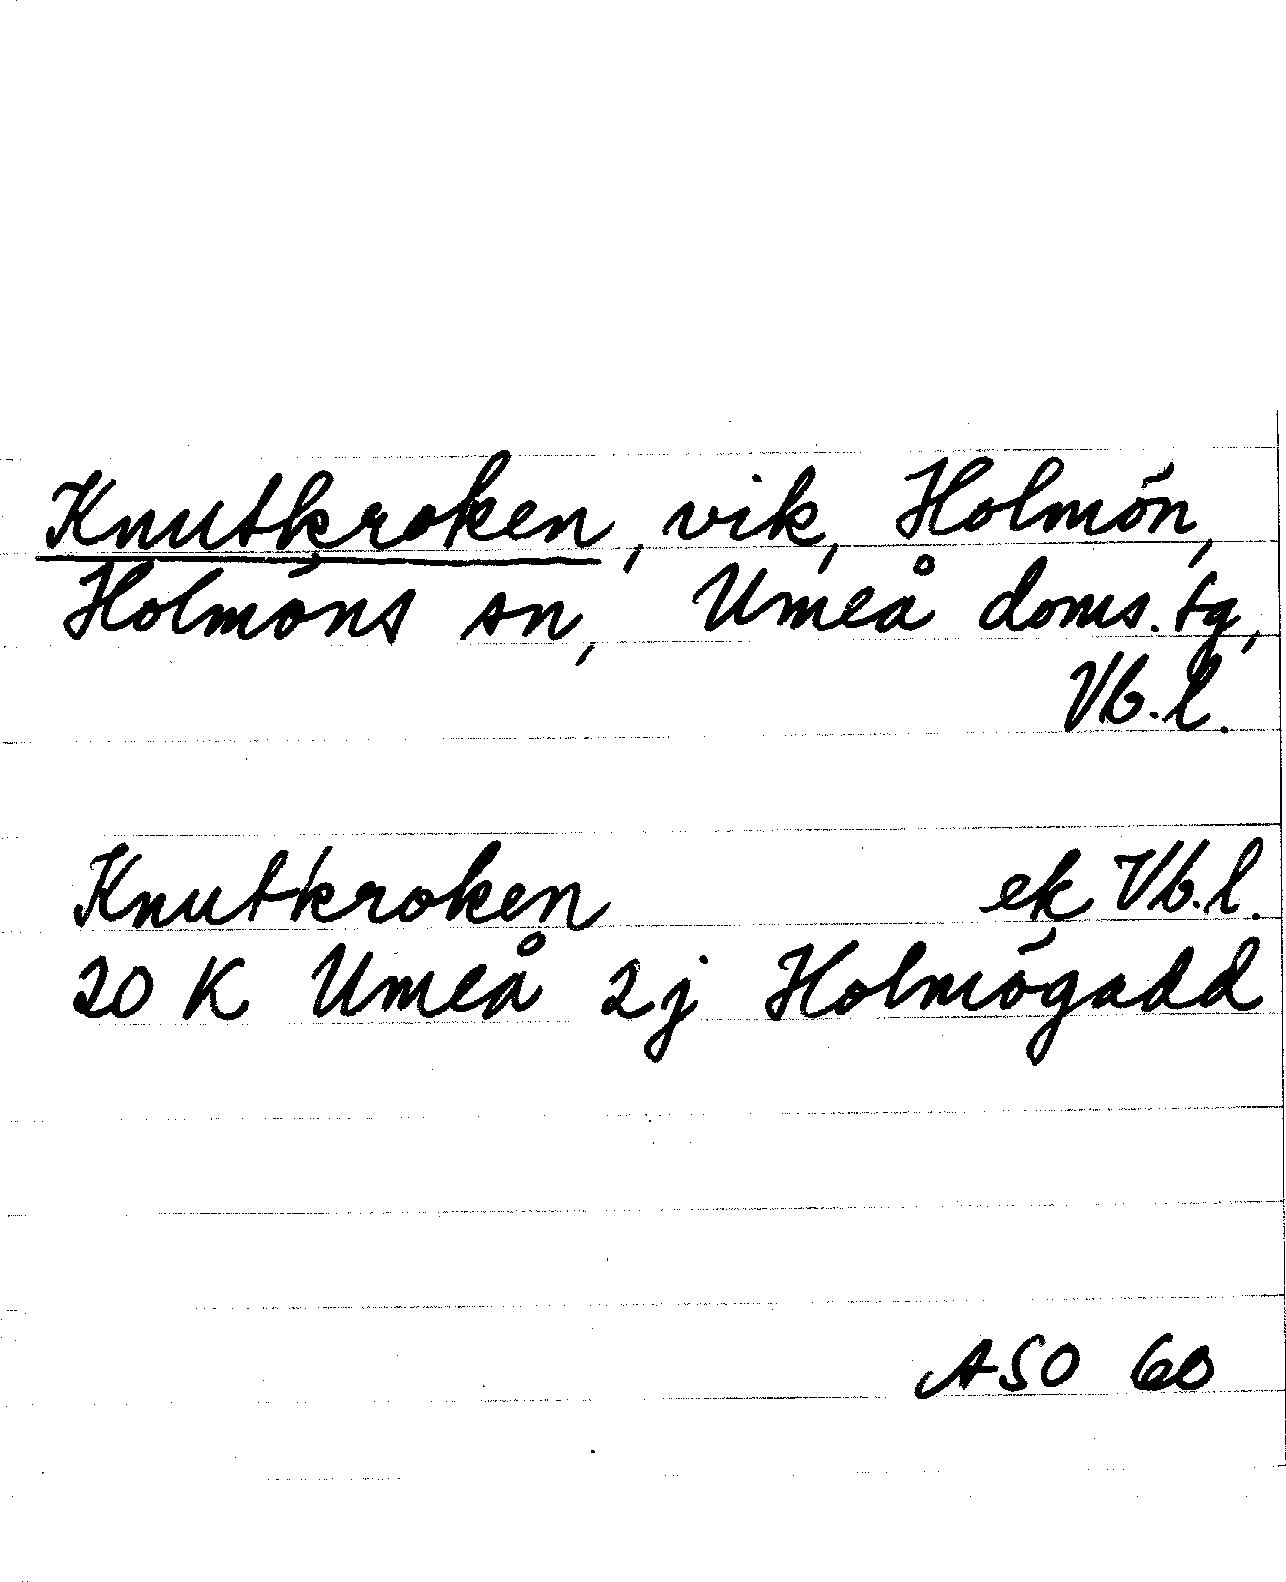 Knutkroken, vik, Holmön,
Holmöns sn, Umeå doms. tg,
Vb.l.
Knutkroken ek Vb.l.
20 K Umeå 2j Holmögadd
ASO 60